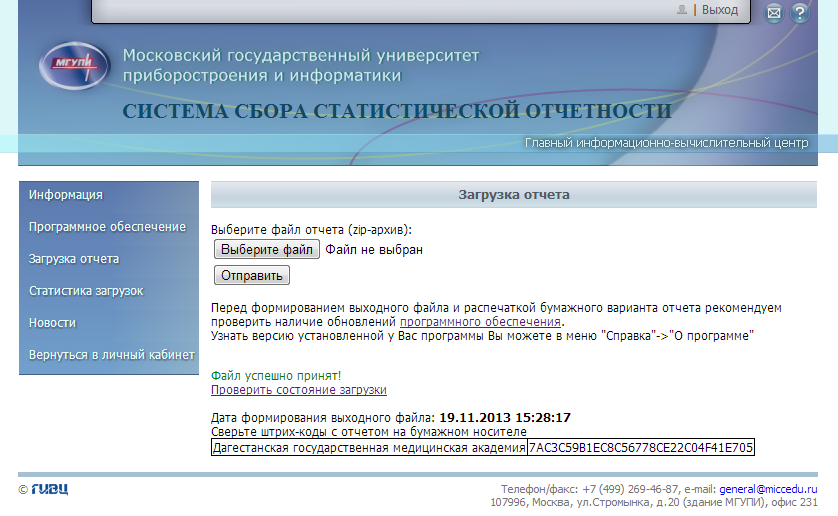 Выход
МГУПИ
Московский государственный университет
приборостроения и информатики
СИСТЕМА СБОРА СТАТИСТИЧЕСКОЙ ОТЧЕТНОСТИ
Главный информационно-вычислительный центр
Информация
Программное обеспечение
Загрузка отчета
Статистика загрузок
Новости
Вернуться в личный кабинет
Загрузка отчета
Выберите файл отчета (zip-архив):
Выберите файл Файл не выбран
Отправить
Перед формированием выходного файла и распечаткой бумажного варианта отчета рекомендуем
проверить наличие обновлений программного обеспечения.
Узнать версию установленной у Вас программы Вы можете в меню "Справка"->"О программе"
Файл успешно принят!
Проверить состояние загрузки
Дата формирования выходного файла: 19.11.2013 15:28:17
Сверьте штрих-коды с отчетом на бумажном носителе
Дагестанская государственная медицинская академия 7AC3C59B1EC8C56778CE22C04F41E705
© ГИВЦ
Телефон/факс: +7 (499) 269-46-87, e-mail: general@miccedu.ru
107996, Москва, ул.Стромынка, д.20 (здание МГУПИ), офис 231